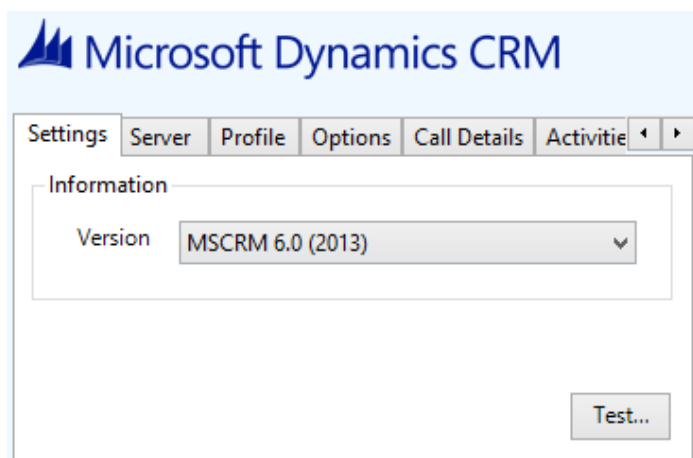 Microsoft Dynamics CRM
Settings Server Profile Options Call Details Activitie
Information
Version MSCRM 6.0 (2013)
Test...